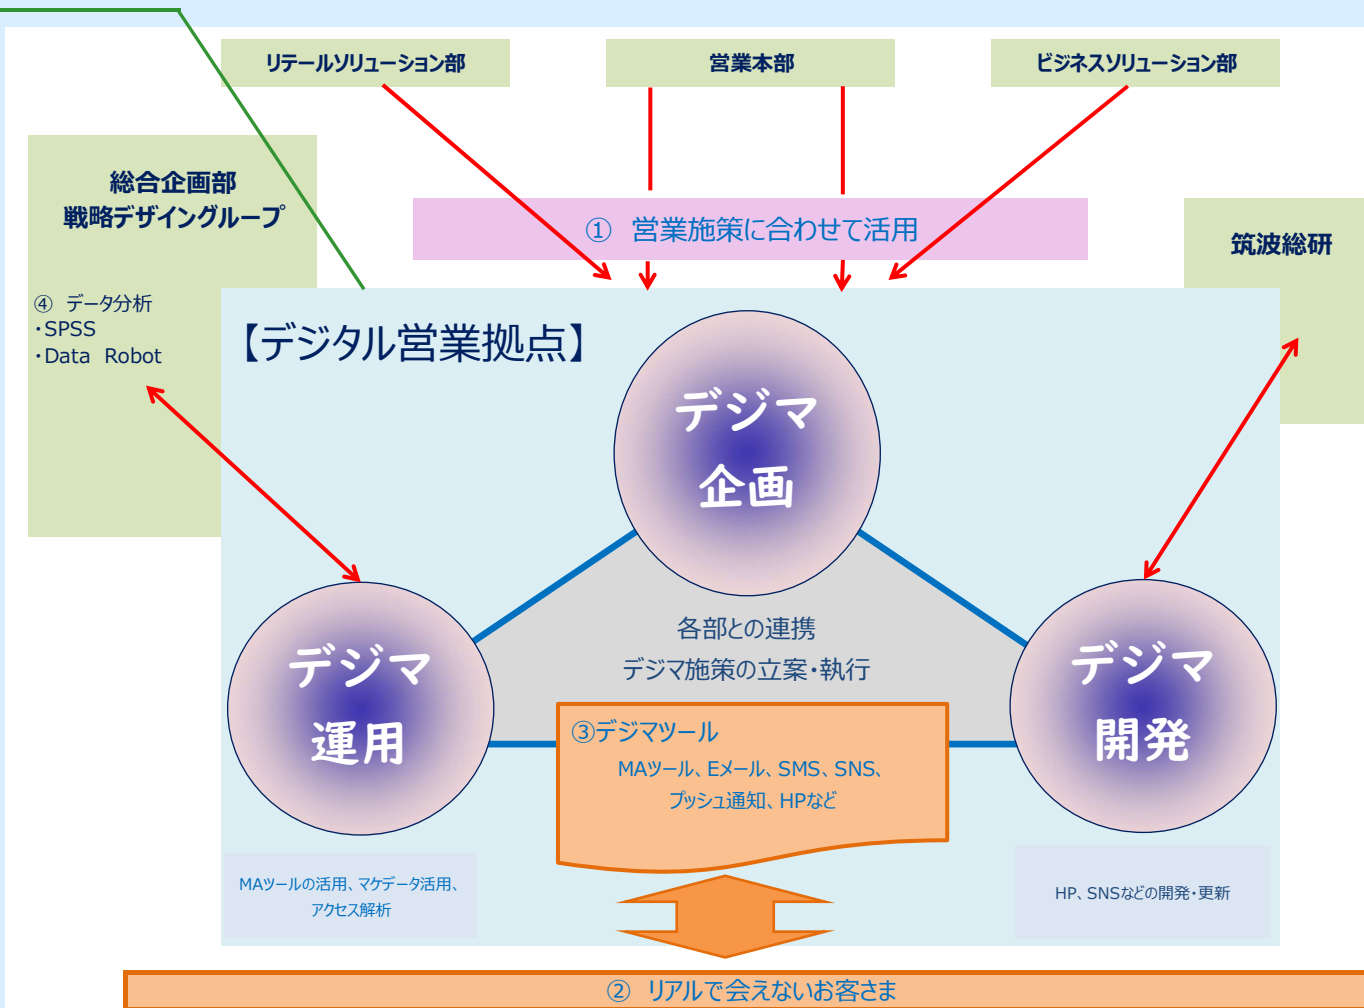 リテールソリューション部
営業本部
ビジネスソリューション部
総合企画部
戦略デザイングループ
① 営業施策に合わせて活用
筑波総研
④ データ分析
・SPSS
・Data Robot
【デジタル営業拠点】
デジマ
企画
各部との連携
デジマ施策の立案・執行
デジマ
運用
デジマ
開発
③デジマツール
MAツール、Eメール、SMS、SNS、
プッシュ通知、HPなど
MAツールの活用、マケデータ活用、
アクセス解析
HP、SNSなどの開発・更新
② リアルで会えないお客さま